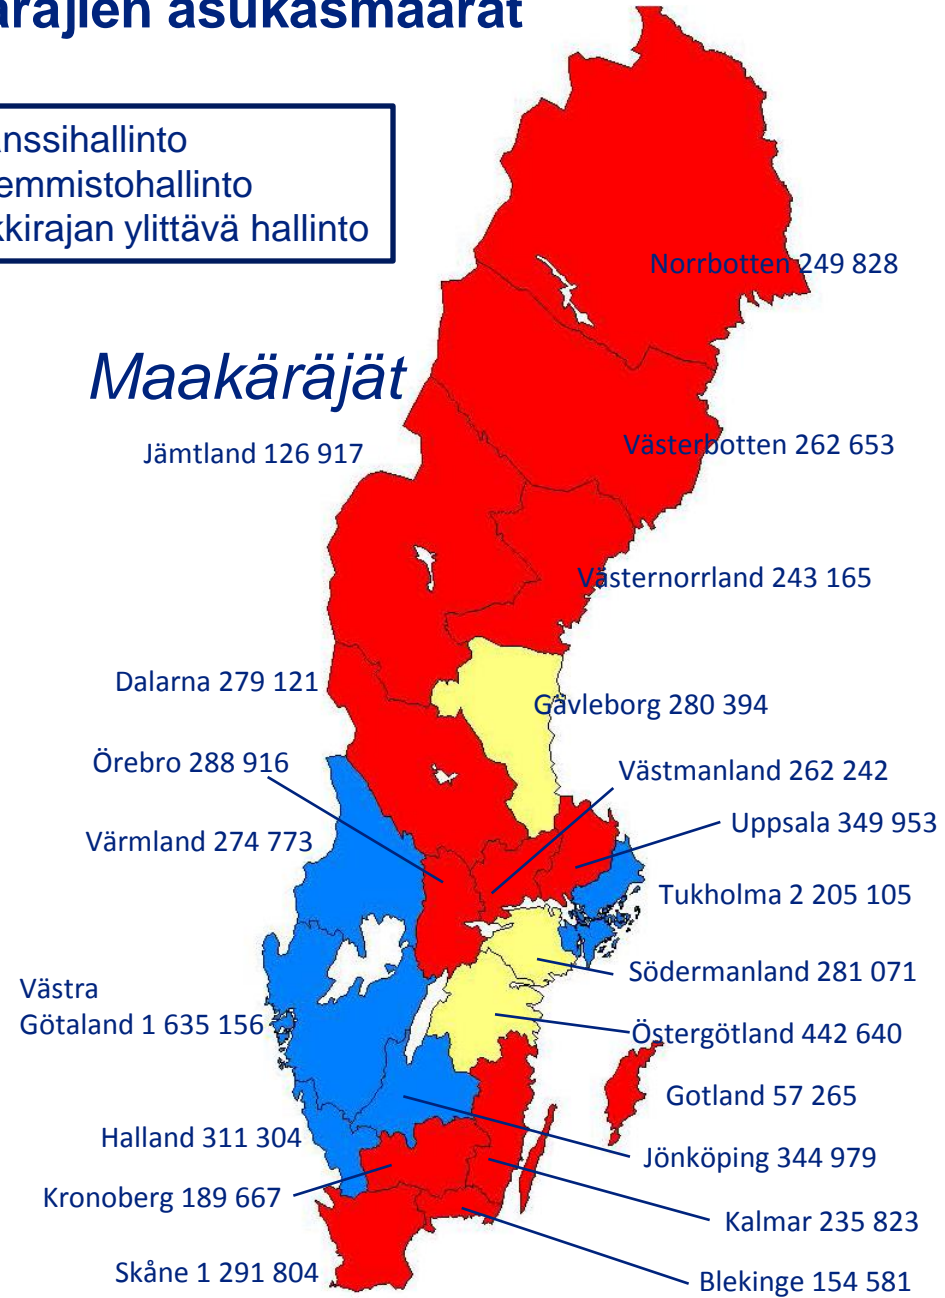 asukasmäärät
ylittävä hallinto
Maakäräjät
Norrbotten 249 828
Jämtland 126 917
Västerbotten 262 653
Västernorrland 243 165
Dalarna 279 121
Gävleborg 280 394
Örebro 288 916
Västmanland 262 242
Uppsala 349 953
Värmland 274 773
Tukholma 2 205 105
Södermanland 281 071
Västra
Götaland 1 635 156
Östergötland 442 640
Gotland 57 265
Halland 311 304
Jönköping 344 979
Kronoberg 189 667
Kalmar 235 823
Skåne 1 291 804
Blekinge 154 581